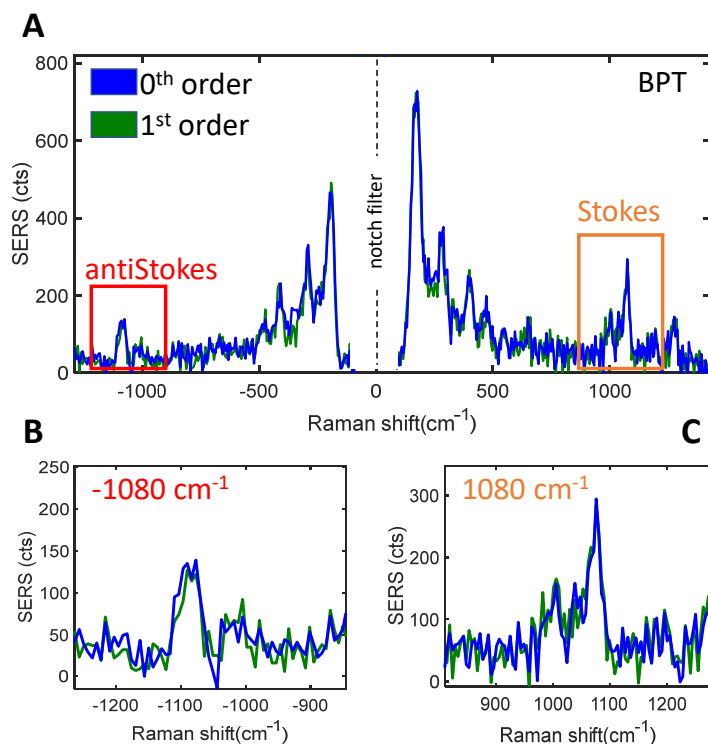 A
800
600
400
200
0
SERS (cts)
0th order
1st order
BPT
notch filter
antiStokes
Stokes
-1000
-500
0
500
1000
Raman shift(cm⁻¹)
B
250
200
150
100
50
0
SERS (cts)
-1080 cm⁻¹
-1200
-1100
-1000
-900
Raman shift(cm⁻¹)
C
300
200
100
0
SERS (cts)
1080 cm⁻¹
900
1000
1100
1200
Raman shift(cm⁻¹)